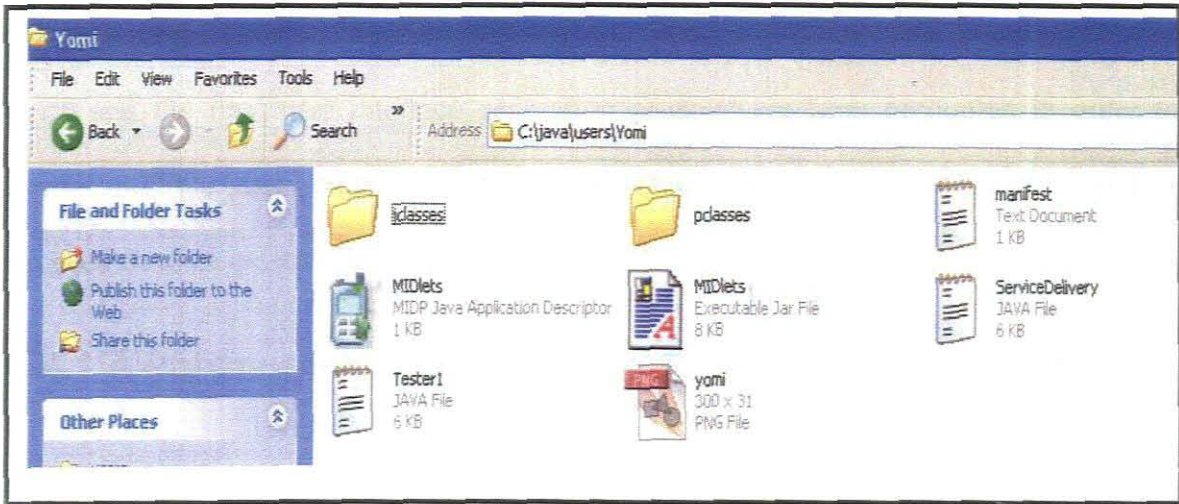 Yomi
File Edit View Favorites Tools Help
Back Search » Address C:\java\users\Yomi
File and Folder Tasks
Make a new folder
Publish this folder to the
Web
Share this folder
Other Places
jclasses
pclasses
manifest
Text Document
1 KB
MIDlets
MIDP Java Application Descriptor
1 KB
MIDlets
Executable Jar File
8 KB
ServiceDelivery
JAVA File
6 KB
Tester1
JAVA File
6 KB
PNG
yomi
300 x 31
PNG File